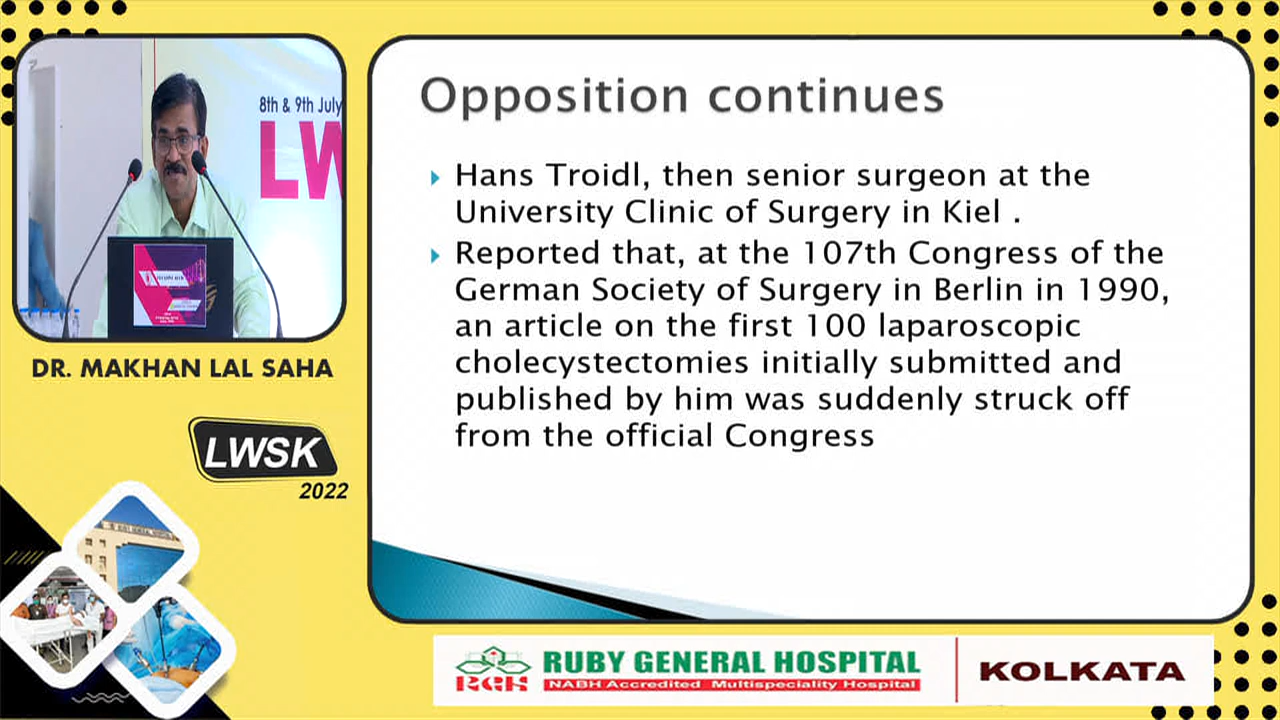 8th & 9th July
LW
DR. MAKHAN LAL SAHA
LWSK
2022
Opposition continues
Hans Troidl, then senior surgeon at the
University Clinic of Surgery in Kiel .
Reported that, at the 107th Congress of the
German Society of Surgery in Berlin in 1990,
an article on the first 100 laparoscopic
cholecystectomies initially submitted and
published by him was suddenly struck off
from the official Congress
RGH
RUBY GENERAL HOSPITAL
NABH Accredited Multispeciality Hospital
KOLKATA